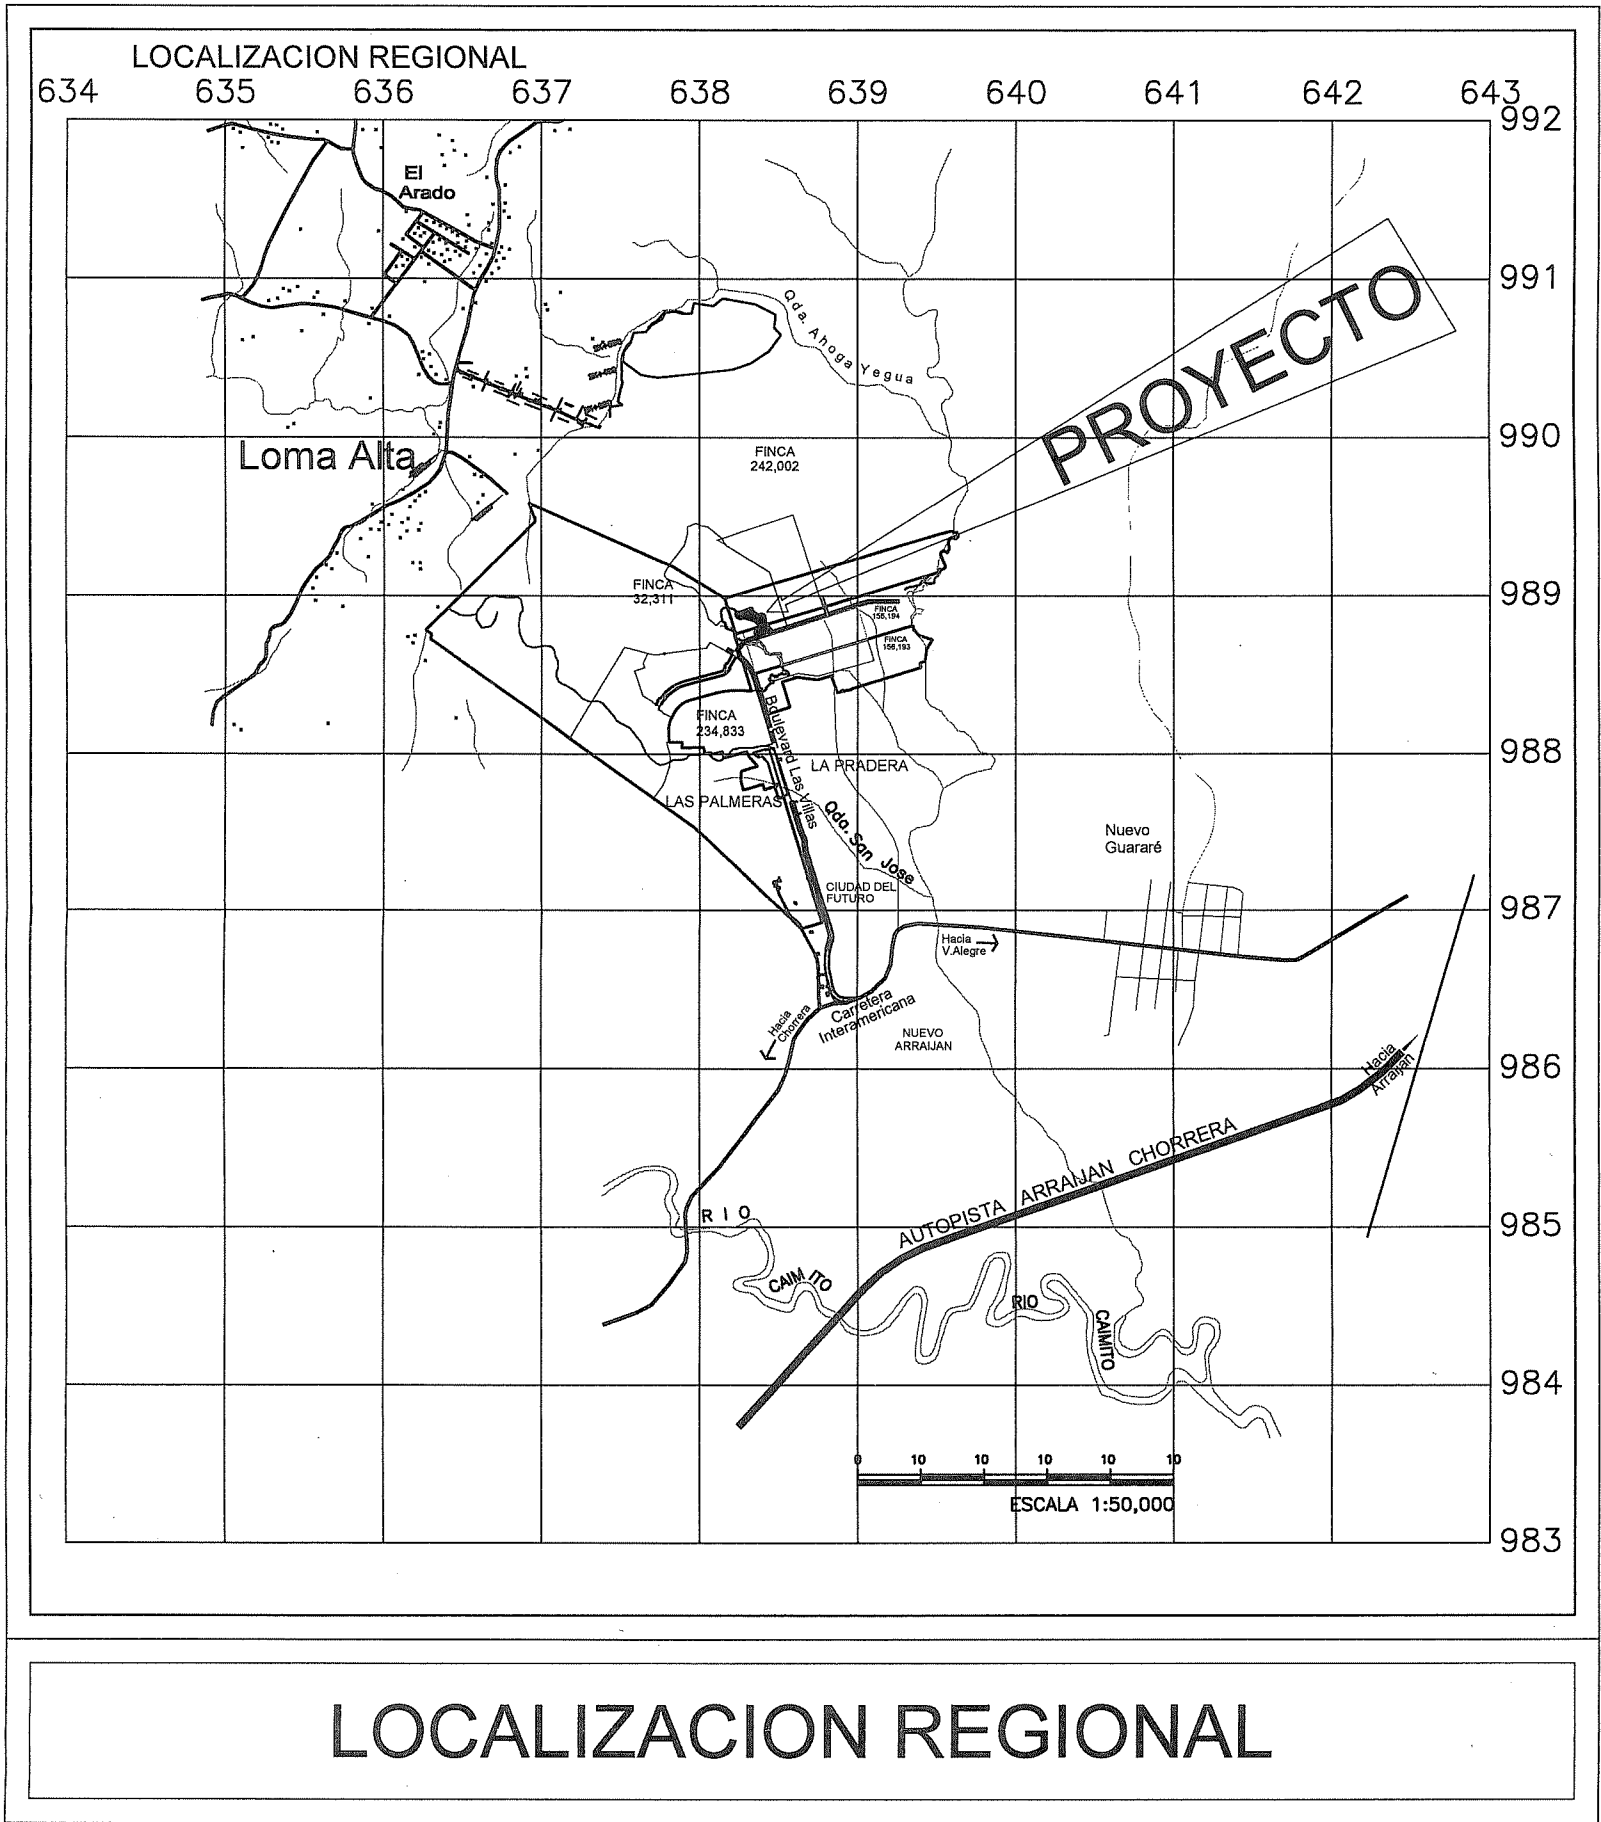 LOCALIZACION REGIONAL
634 635 636 637 638 639 640 641 642 643
992
El
Arado
991
Qda. Ahoga Yegua
PROYECTO
990
Loma Alta
FINCA
242,002
FINCA
32,311
989
FINCA
155,194
FINCA
156,193
FINCA
234,833
Boulevard Las Villas
988
LA PRADERA
LAS PALMERAS
Qda. San Jose
Nuevo
Guararé
CIUDAD DEL
FUTURO
987
Hacia
V.Alegre
Carretera
Interamericana
Hacia
Chorrera
NUEVO
ARRAIJAN
986
Hacia
Arraijan
AUTOPISTA ARRAIJAN CHORRERA
RIO
985
CAIMITO
RIO
CAIMITO
984
0 10 10 10 10 10
ESCALA 1:50,000
983
LOCALIZACION REGIONAL